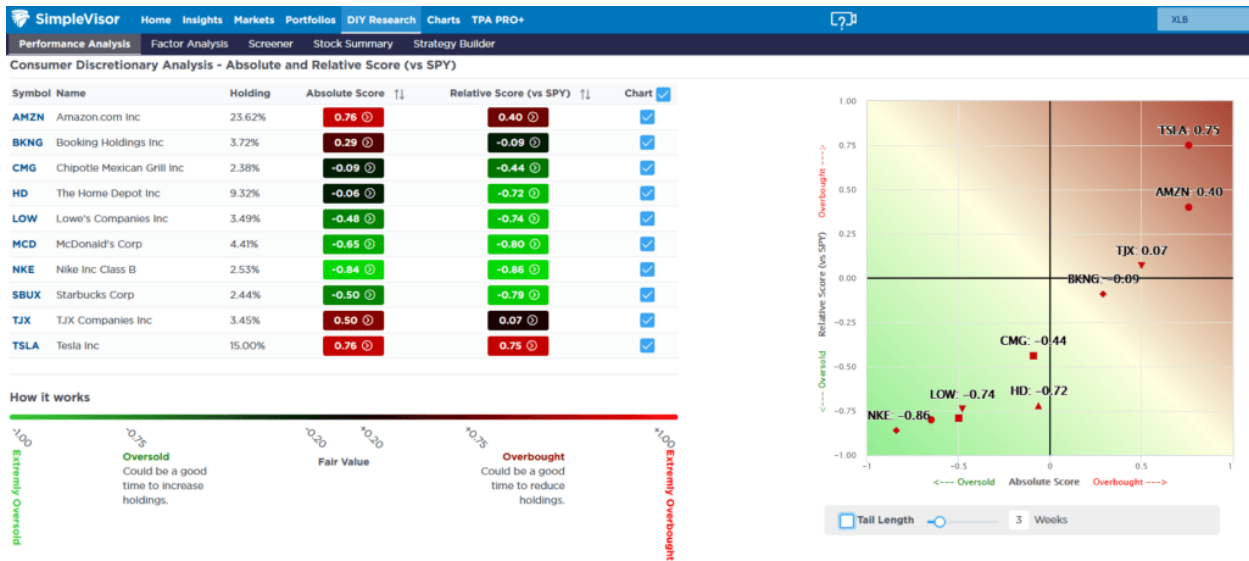 SimpleVisor Home Insights Markets Portfolios DIY Research Charts TPA PRO+ [?] XLB
Performance Analysis Factor Analysis Screener Stock Summary Strategy Builder
Consumer Discretionary Analysis - Absolute and Relative Score (vs SPY)
Symbol Name Holding Absolute Score Relative Score (vs SPY) Chart
AMZN Amazon.com Inc 23.62% 0.76 0.40
BKNG Booking Holdings Inc 3.72% 0.29 -0.09
CMG Chipotle Mexican Grill Inc 2.38% -0.09 -0.44
HD The Home Depot Inc 9.32% -0.06 -0.72
LOW Lowe's Companies Inc 3.49% -0.48 -0.74
MCD McDonald's Corp 4.41% -0.65 -0.80
NKE Nike Inc Class B 2.53% -0.84 -0.86
SBUX Starbucks Corp 2.44% -0.50 -0.79
TJX TJX Companies Inc 3.45% 0.50 0.07
TSLA Tesla Inc 15.00% 0.76 0.75
How it works
-1.00 -0.75 -0.20 +0.20 +0.75 +1.00
Extremly Oversold
Oversold
Could be a good
time to increase
holdings.
Fair Value
Overbought
Could be a good
time to reduce
holdings.
Extremly Overbought
<--- Oversold Relative Score (vs SPY) Overbought --->
1.00
0.75
0.50
0.25
0.00
-0.25
-0.50
-0.75
-1.00
TSLA: 0.75
AMZN: 0.40
TJX: 0.07
BKNG: -0.09
CMG: -0.44
HD: -0.72
LOW: -0.74
NKE: -0.86
-1 -0.5 0 0.5 1
<--- Oversold Absolute Score Overbought --->
Tail Length 3 Weeks